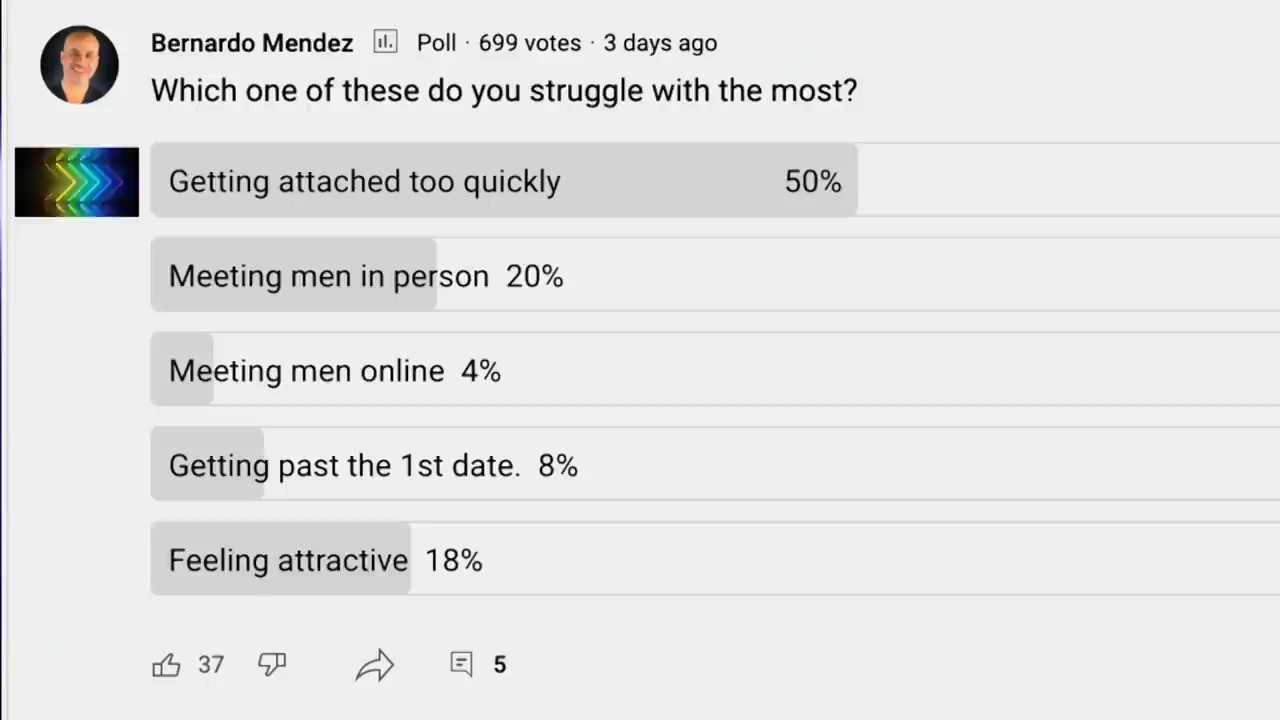 Bernardo Mendez Poll · 699 votes · 3 days ago
Which one of these do you struggle with the most?
Getting attached too quickly 50%
Meeting men in person 20%
Meeting men online 4%
Getting past the 1st date. 8%
Feeling attractive 18%
37 5